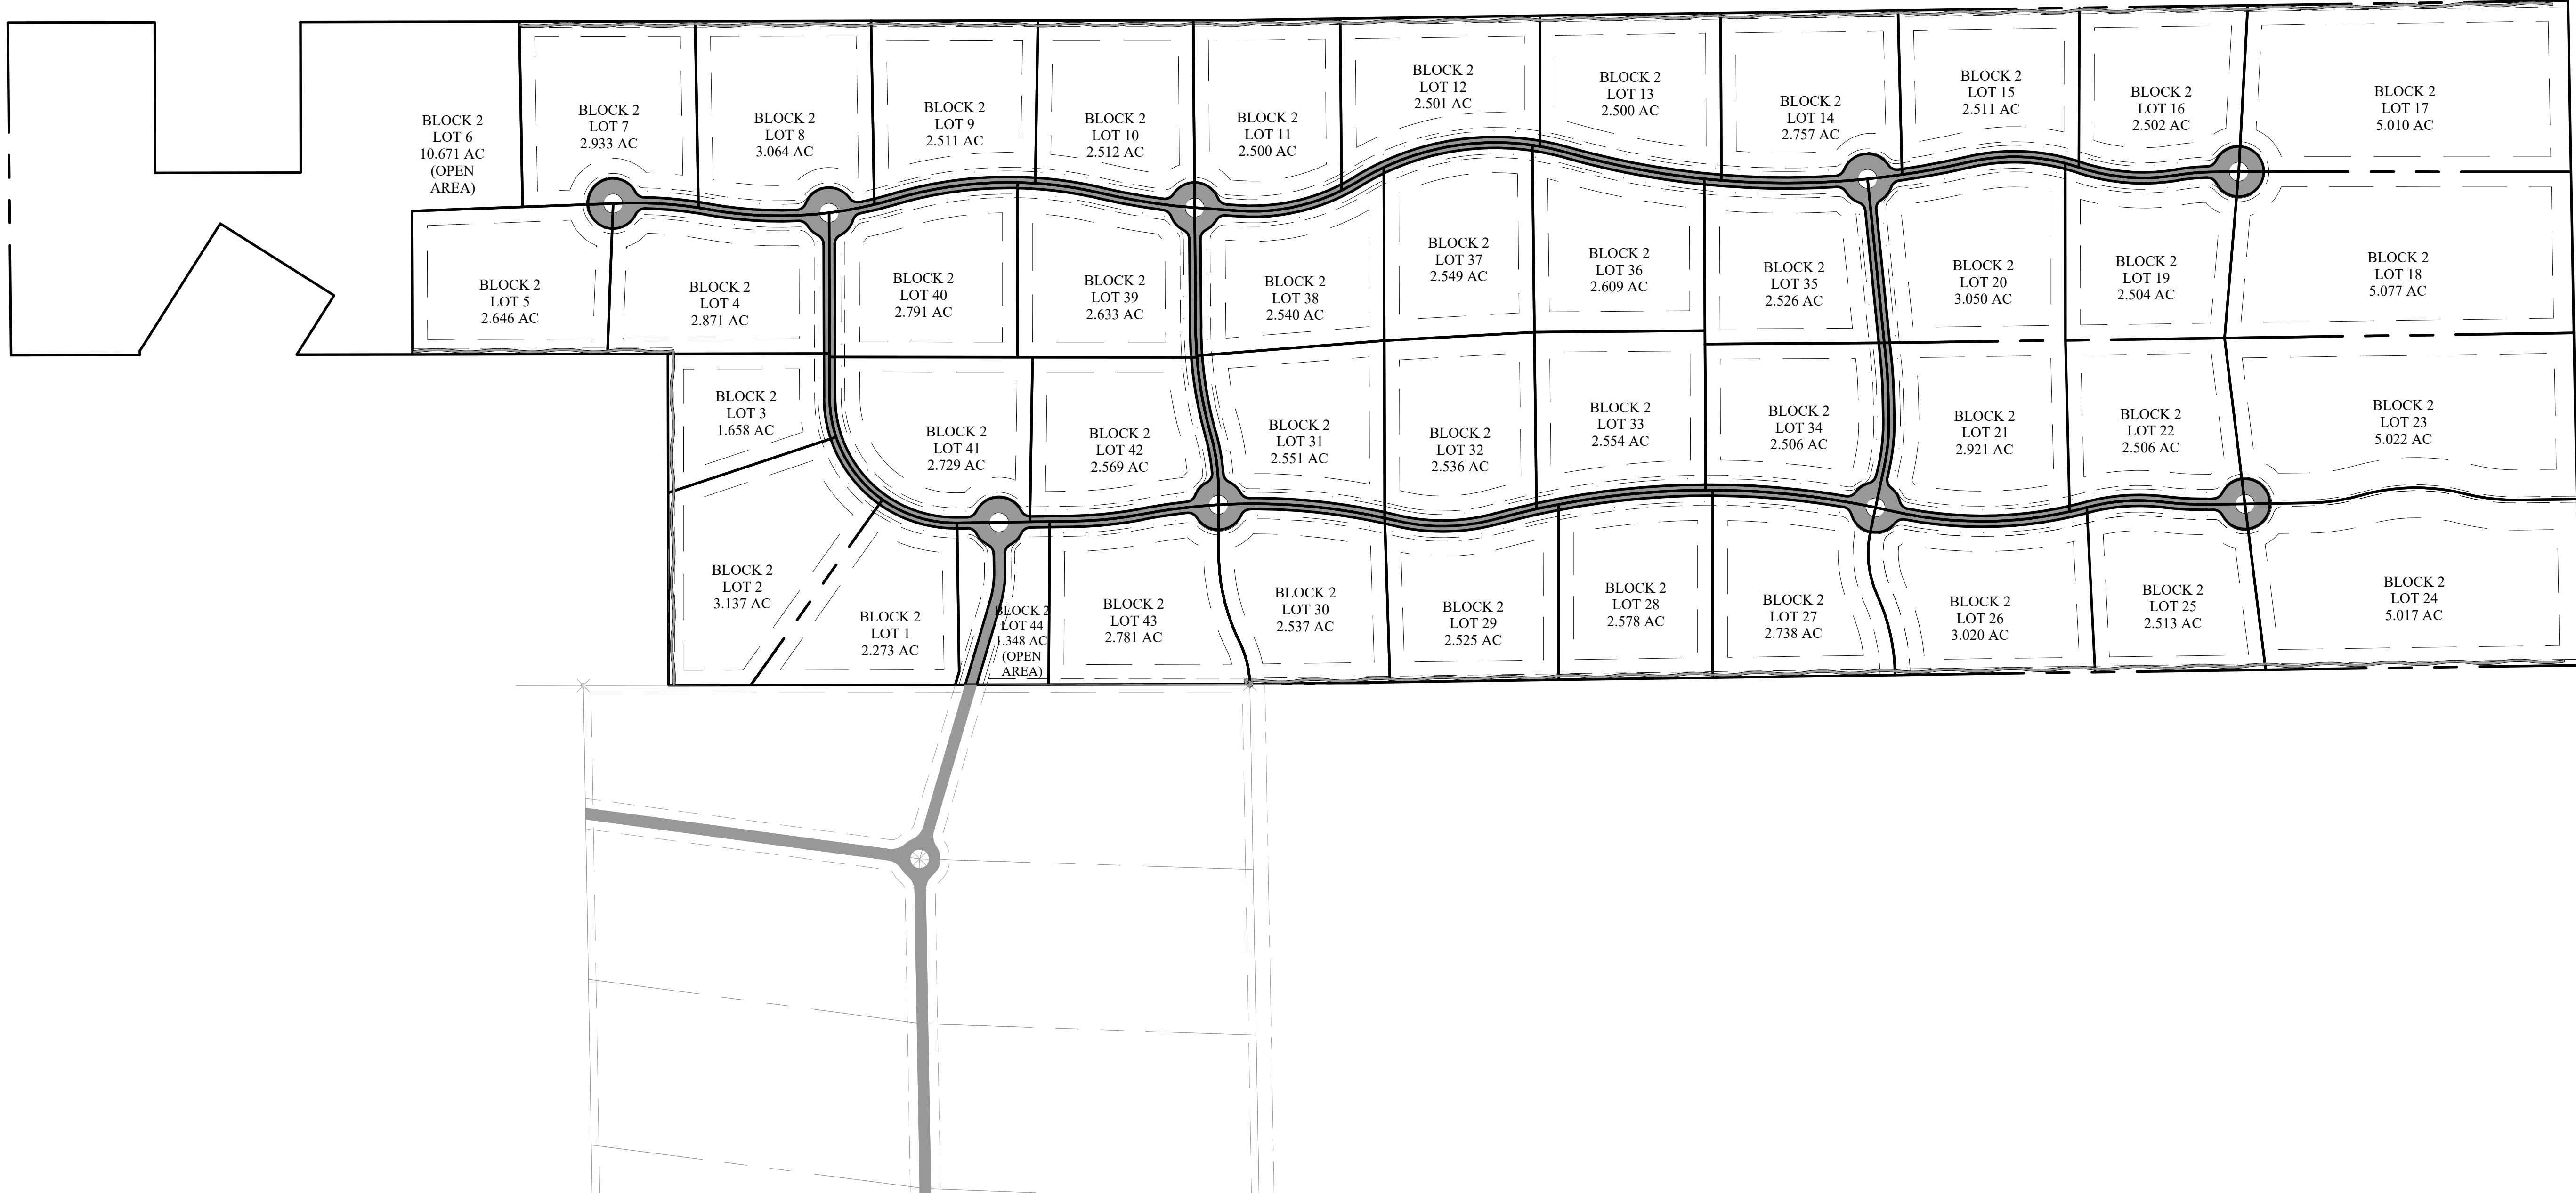 BLOCK 2
LOT 6
10.671 AC
(OPEN
AREA)
BLOCK 2
LOT 7
2.933 AC
BLOCK 2
LOT 8
3.064 AC
BLOCK 2
LOT 9
2.511 AC
BLOCK 2
LOT 10
2.512 AC
BLOCK 2
LOT 11
2.500 AC
BLOCK 2
LOT 12
2.501 AC
BLOCK 2
LOT 13
2.500 AC
BLOCK 2
LOT 14
2.757 AC
BLOCK 2
LOT 15
2.511 AC
BLOCK 2
LOT 16
2.502 AC
BLOCK 2
LOT 17
5.010 AC
BLOCK 2
LOT 5
2.646 AC
BLOCK 2
LOT 4
2.871 AC
BLOCK 2
LOT 40
2.791 AC
BLOCK 2
LOT 39
2.633 AC
BLOCK 2
LOT 38
2.540 AC
BLOCK 2
LOT 37
2.549 AC
BLOCK 2
LOT 36
2.609 AC
BLOCK 2
LOT 35
2.526 AC
BLOCK 2
LOT 20
3.050 AC
BLOCK 2
LOT 19
2.504 AC
BLOCK 2
LOT 18
5.077 AC
BLOCK 2
LOT 3
1.658 AC
BLOCK 2
LOT 41
2.729 AC
BLOCK 2
LOT 42
2.569 AC
BLOCK 2
LOT 31
2.551 AC
BLOCK 2
LOT 32
2.536 AC
BLOCK 2
LOT 33
2.554 AC
BLOCK 2
LOT 34
2.506 AC
BLOCK 2
LOT 21
2.921 AC
BLOCK 2
LOT 22
2.506 AC
BLOCK 2
LOT 23
5.022 AC
BLOCK 2
LOT 2
3.137 AC
BLOCK 2
LOT 1
2.273 AC
BLOCK 2
LOT 44
1.348 AC
(OPEN
AREA)
BLOCK 2
LOT 43
2.781 AC
BLOCK 2
LOT 30
2.537 AC
BLOCK 2
LOT 29
2.525 AC
BLOCK 2
LOT 28
2.578 AC
BLOCK 2
LOT 27
2.738 AC
BLOCK 2
LOT 26
3.020 AC
BLOCK 2
LOT 25
2.513 AC
BLOCK 2
LOT 24
5.017 AC